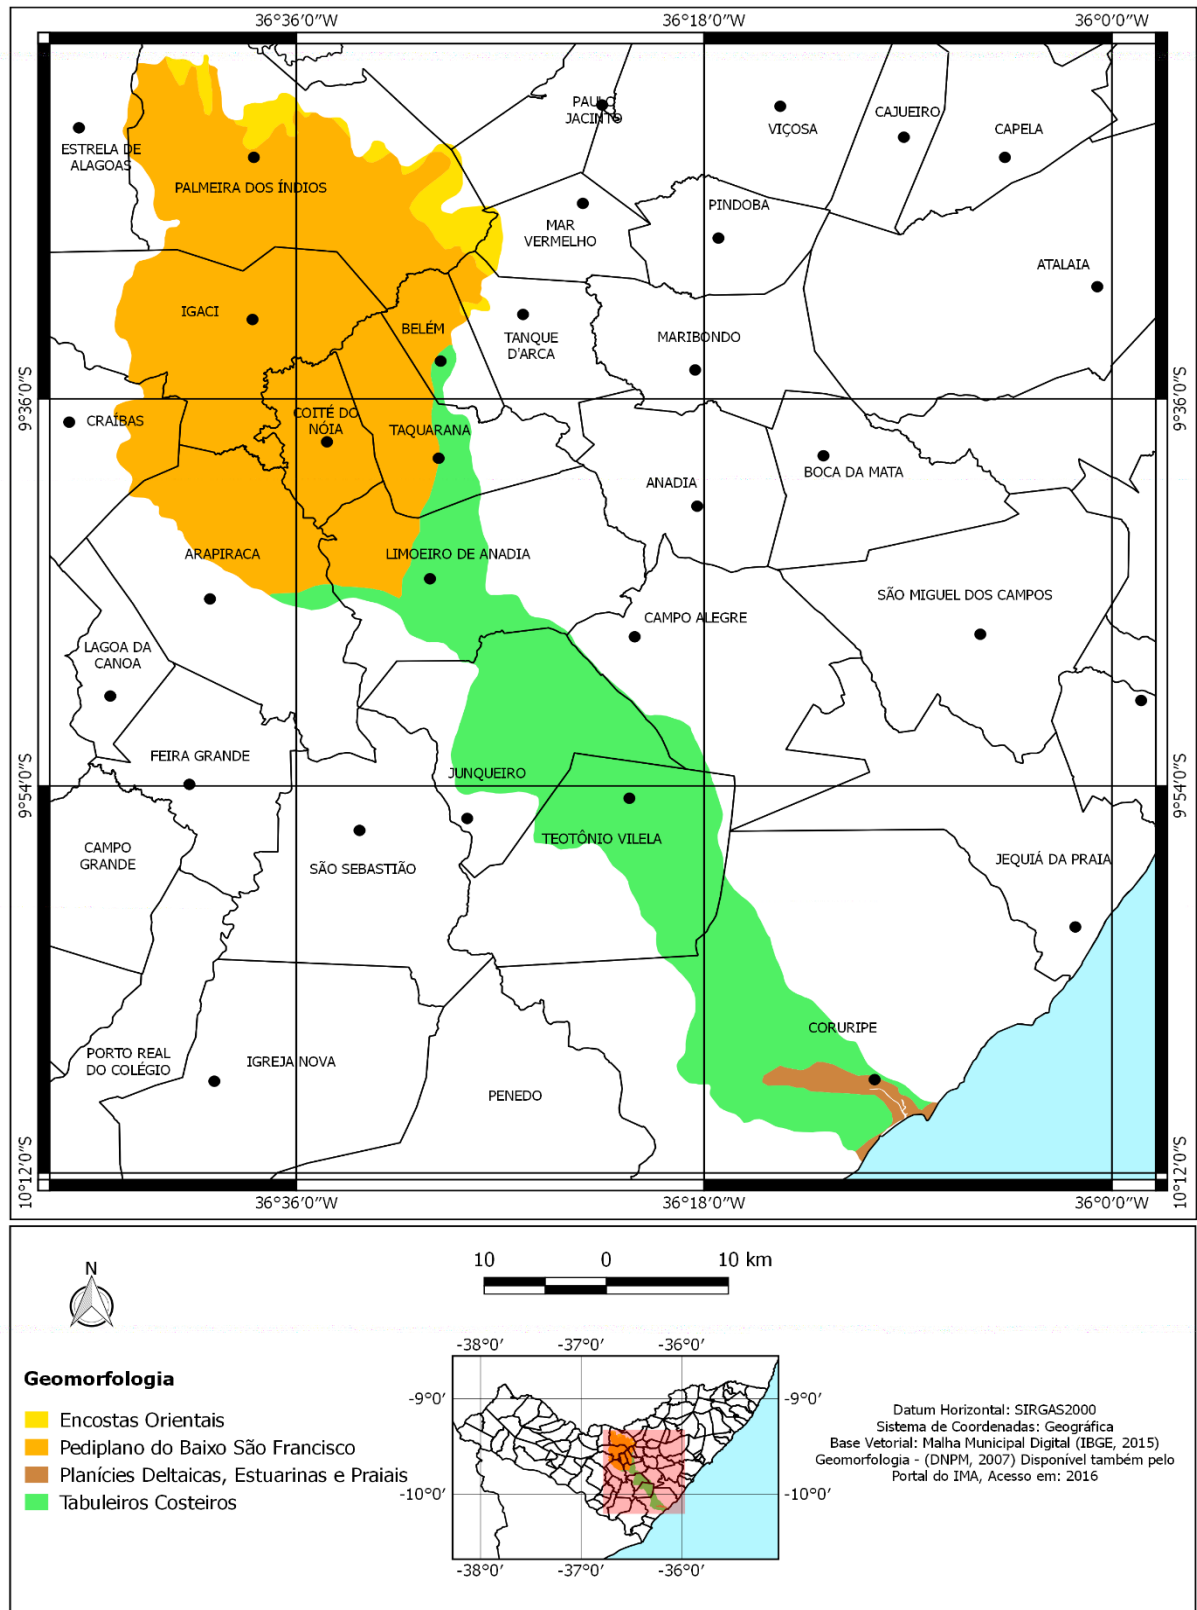 36°36'0"W
36°18'0"W
36°0'0"W
PAULO
JACINTO
VIÇOSA
CAJUEIRO
CAPELA
ESTRELA DE
ALAGOAS
PALMEIRA DOS ÍNDIOS
PINDOBA
MAR
VERMELHO
ATALAIA
IGACI
BELÉM
TANQUE
D'ARCA
MARIBONDO
9°36'0"S
9°36'0"S
CRAÍBAS
COITÉ DO
NÓIA
TAQUARANA
BOCA DA MATA
ANADIA
ARAPIRACA
LIMOEIRO DE ANADIA
SÃO MIGUEL DOS CAMPOS
CAMPO ALEGRE
LAGOA DA
CANOA
FEIRA GRANDE
JUNQUEIRO
9°54'0"S
9°54'0"S
TEOTÔNIO VILELA
CAMPO
GRANDE
SÃO SEBASTIÃO
JEQUIÁ DA PRAIA
CORURIPE
PORTO REAL
DO COLÉGIO
IGREJA NOVA
PENEDO
10°12'0"S
10°12'0"S
36°36'0"W
36°18'0"W
36°0'0"W
N
10 0 10 km
-38°0' -37°0' -36°0'
-9°0'
-9°0'
-10°0'
-10°0'
-38°0' -37°0' -36°0'
Geomorfologia
Encostas Orientais
Pediplano do Baixo São Francisco
Planícies Deltaicas, Estuarinas e Praiais
Tabuleiros Costeiros
Datum Horizontal: SIRGAS2000
Sistema de Coordenadas: Geográfica
Base Vetorial: Malha Municipal Digital (IBGE, 2015)
Geomorfologia - (DNPM, 2007) Disponível também pelo
Portal do IMA, Acesso em: 2016